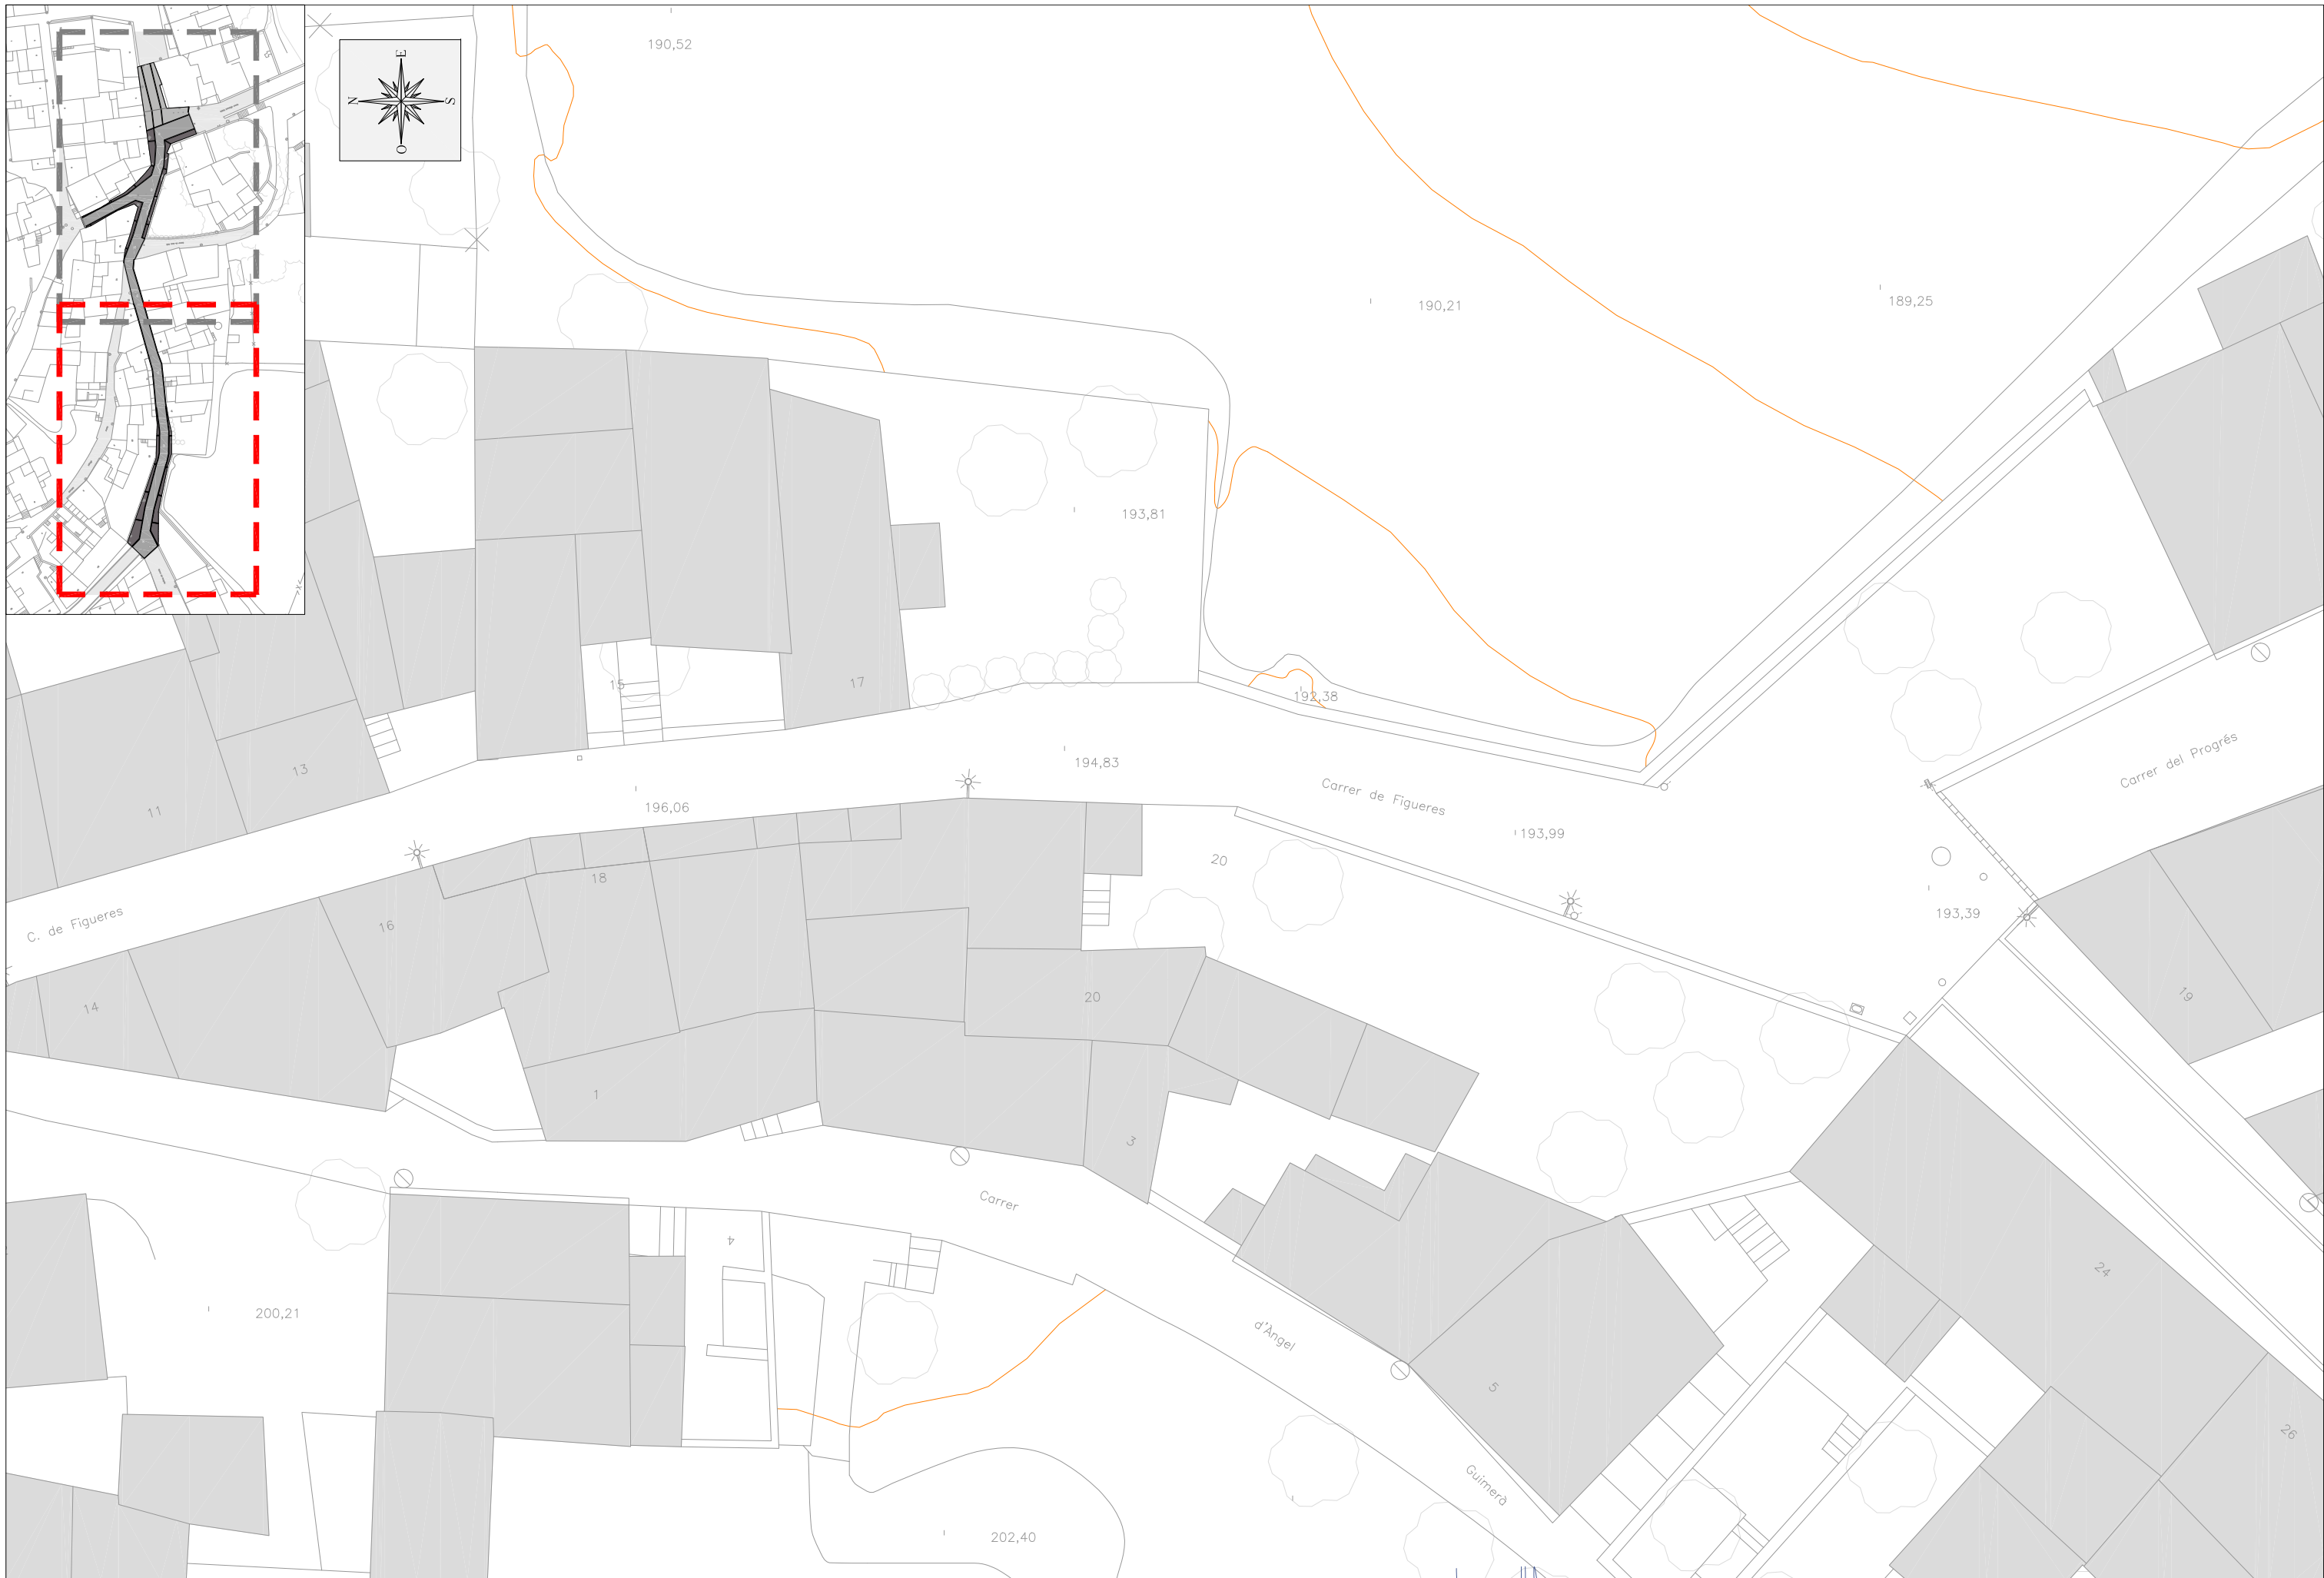 190,52
E
N
S
O
190,21
189,25
193,81
192,38
15
17
13
11
194,83
196,06
Carrer de Figueres
193,99
Carrer del Progrés
193,39
C. de Figueres
14
16
18
20
20
19
1
3
Carrer
d'Àngel
Guimerà
4
5
24
26
200,21
202,40